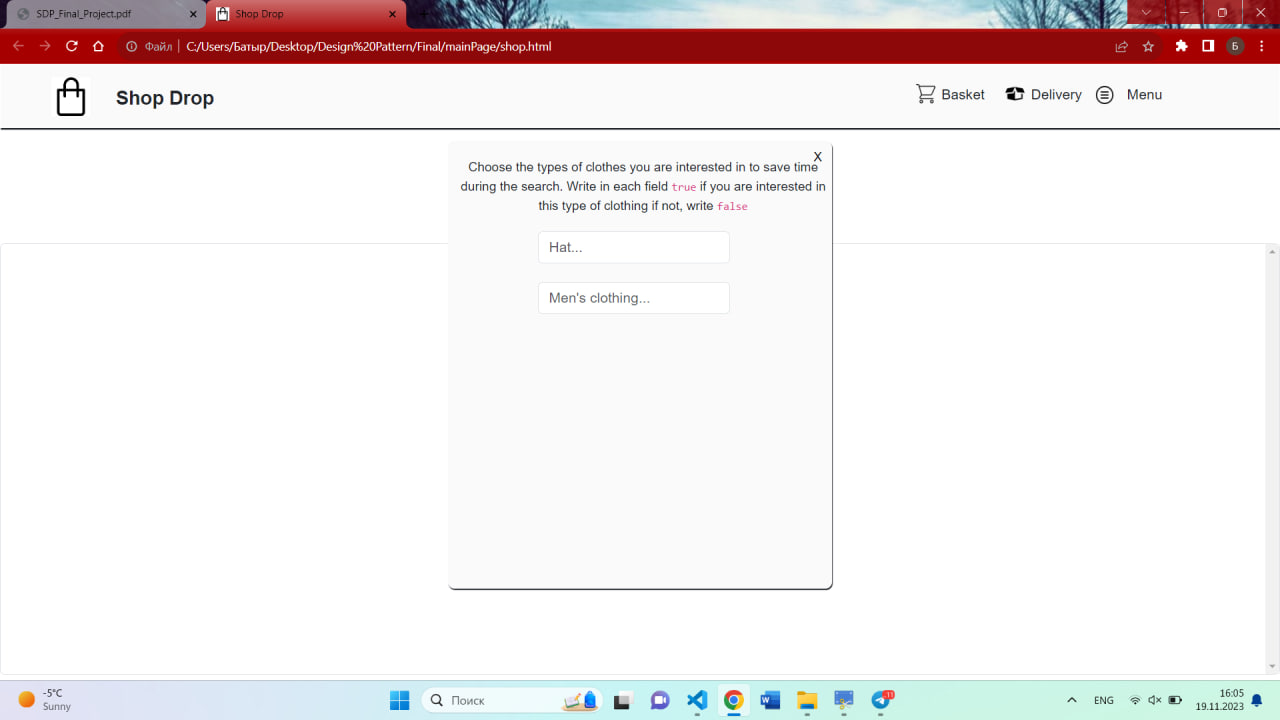 SDP_Final_Project.pdf
Shop Drop
Файл
C:/Users/Батыр/Desktop/Design%20Pattern/Final/mainPage/shop.html
Б
Shop Drop
Basket
Delivery
Menu
X
Choose the types of clothes you are interested in to save time
during the search. Write in each field true if you are interested in
this type of clothing if not, write false
Hat...
Men's clothing...
-5°C
Sunny
Поиск
11
ENG
16:05
19.11.2023